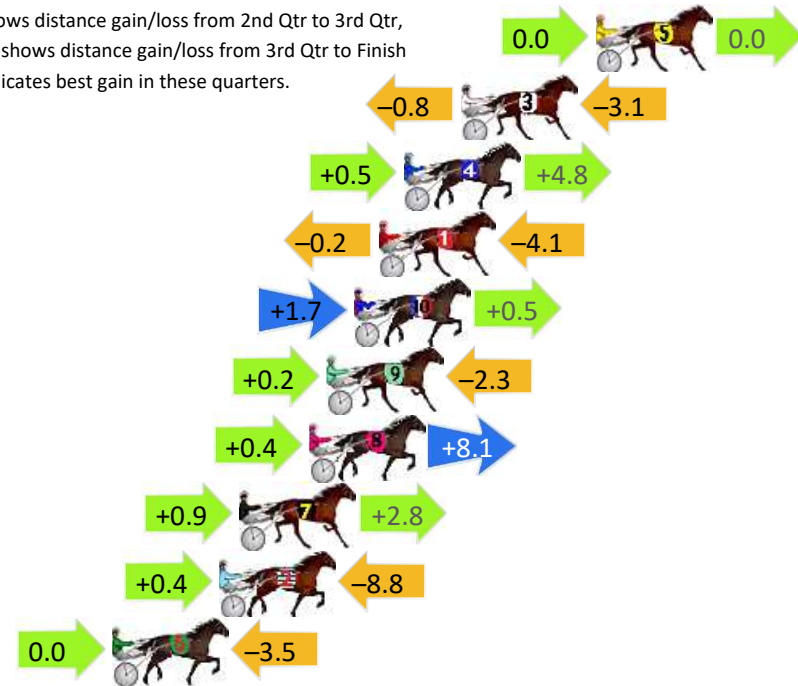 ows distance gain/loss from 2nd Qtr to 3rd Qtr,
shows distance gain/loss from 3rd Qtr to Finish
dicates best gain in these quarters.
0.0 5 0.0
–0.8 3 –3.1
+0.5 4 +4.8
–0.2 1 –4.1
+1.7 10 +0.5
+0.2 9 –2.3
+0.4 8 +8.1
+0.9 7 +2.8
+0.4 2 –8.8
0.0 6 –3.5